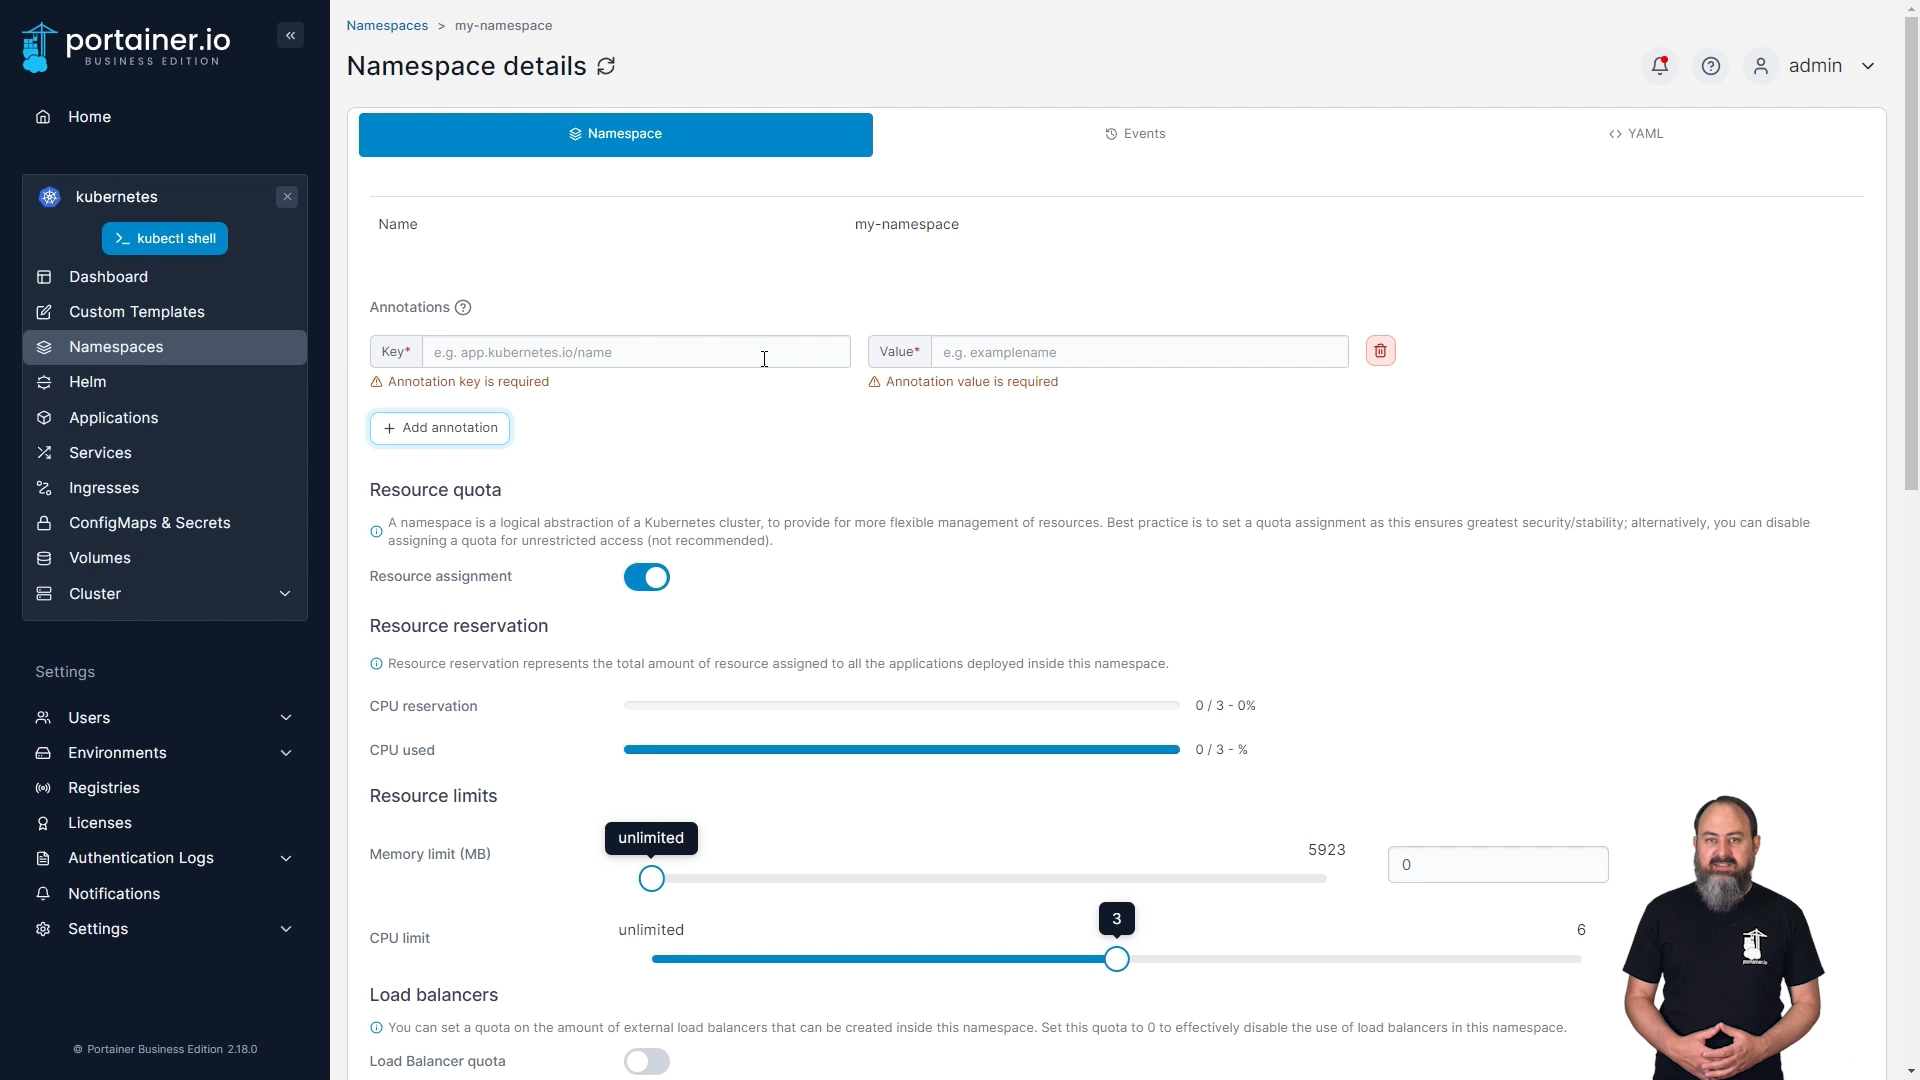 portainer.io
BUSINESS EDITION
Home
kubernetes
kubectl shell
Dashboard
Custom Templates
Namespaces
Helm
Applications
Services
Ingresses
ConfigMaps & Secrets
Volumes
Cluster
Settings
Users
Environments
Registries
Licenses
Authentication Logs
Notifications
Settings
© Portainer Business Edition 2.18.0
Namespaces > my-namespace
Namespace details
admin
Namespace
Events
YAML
Name my-namespace
Annotations
Key* e.g. app.kubernetes.io/name
Value* e.g. examplename
Annotation key is required
Annotation value is required
+ Add annotation
Resource quota
A namespace is a logical abstraction of a Kubernetes cluster, to provide for more flexible management of resources. Best practice is to set a quota assignment as this ensures greatest security/stability; alternatively, you can disable
assigning a quota for unrestricted access (not recommended).
Resource assignment
Resource reservation
Resource reservation represents the total amount of resource assigned to all the applications deployed inside this namespace.
CPU reservation 0 / 3 - 0%
CPU used 0 / 3 - %
Resource limits
unlimited
Memory limit (MB) 5923 0
3
CPU limit unlimited 6
Load balancers
You can set a quota on the amount of external load balancers that can be created inside this namespace. Set this quota to 0 to effectively disable the use of load balancers in this namespace.
Load Balancer quota
portainer.io